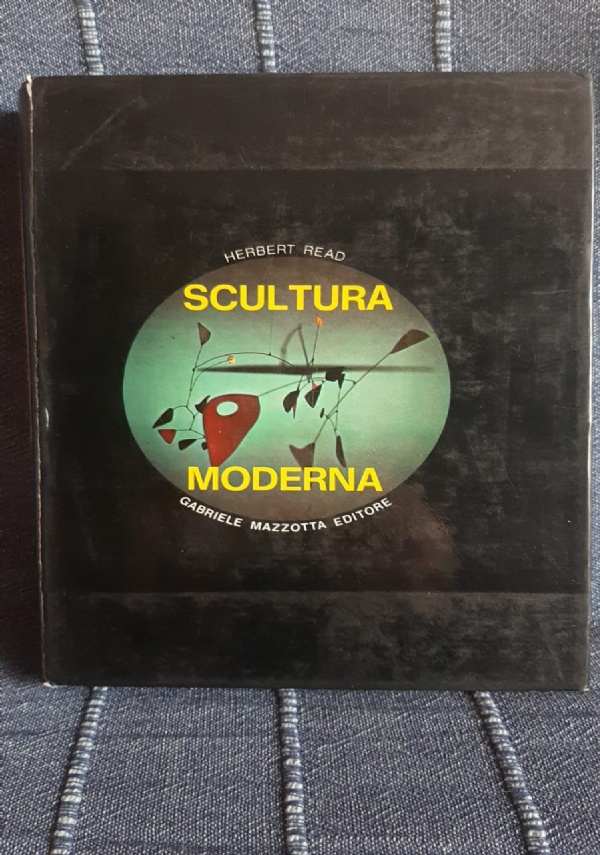 HERBERT READ
SCULTURA
MODERNA
GABRIELE MAZZOTTA EDITORE